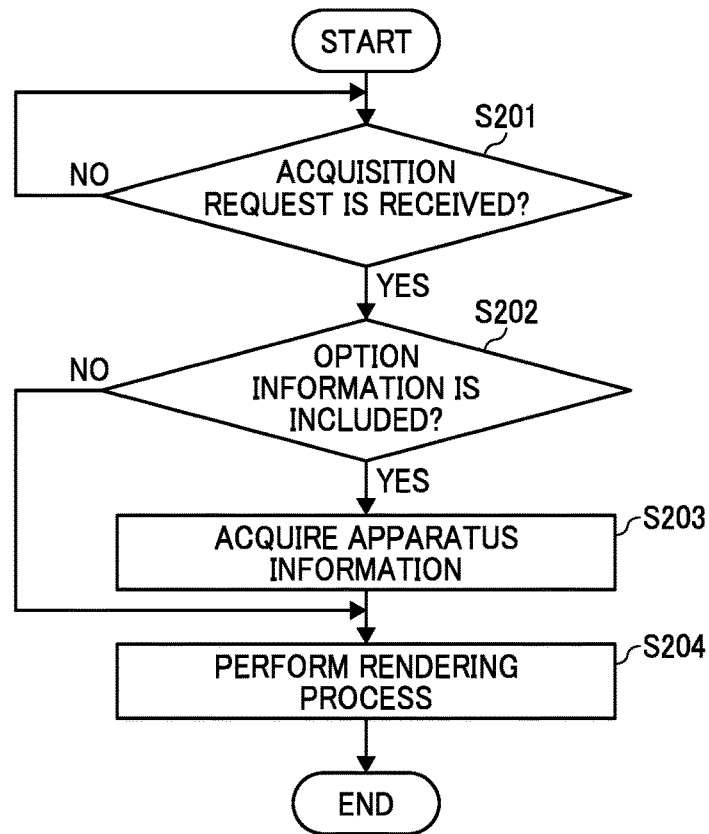 START
S201
NO
ACQUISITION
REQUEST IS RECEIVED?
YES
S202
NO
OPTION
INFORMATION IS
INCLUDED?
YES
S203
ACQUIRE APPARATUS
INFORMATION
S204
PERFORM RENDERING
PROCESS
END